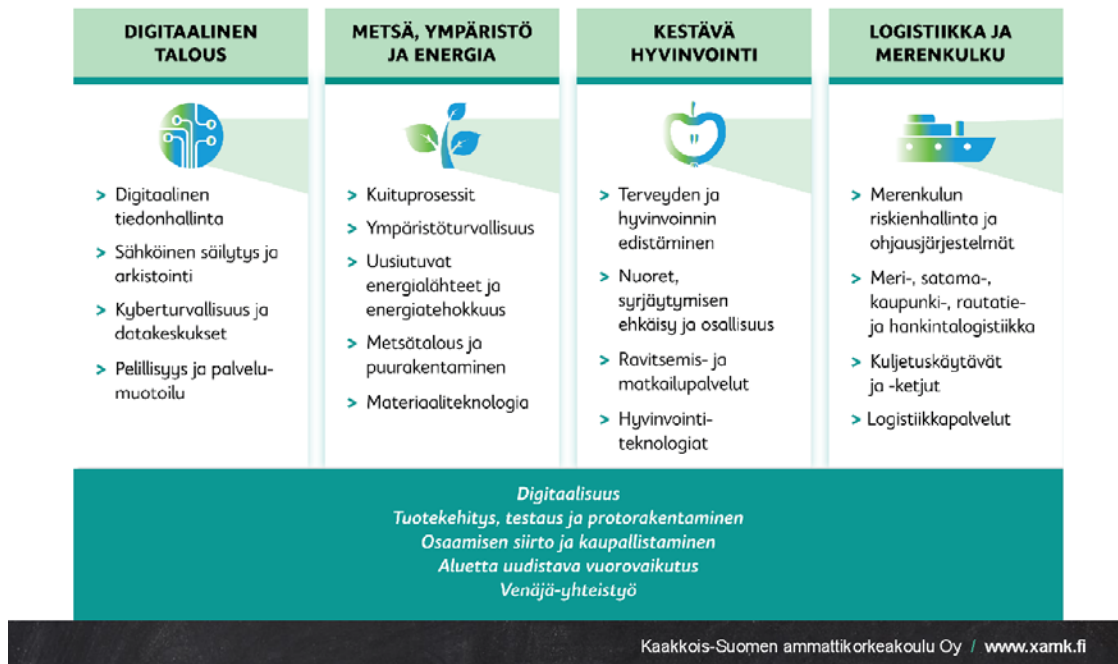 DIGITAALINEN
TALOUS
> Digitaalinen
tiedonhallinta
> Sähköinen säilytys ja
arkistointi
> Kyberturvallisuus ja
datakeskukset
> Pelillisyys ja palvelu-
muotoilu
METSÄ, YMPÄRISTÖ
JA ENERGIA
> Kuituprosessit
> Ympäristöturvallisuus
> Uusiutuvat
energialähteet ja
energiatehokkuus
> Metsätalous ja
puurakentaminen
> Materiaaliteknologia
KESTÄVÄ
HYVINVOINTI
> Terveyden ja
hyvinvoinnin
edistäminen
> Nuoret,
syrjäytymisen
ehkäisy ja osallisuus
> Ravitsemis- ja
matkailupalvelut
> Hyvinvointi-
teknologiat
LOGISTIIKKA JA
MERENKULKU
> Merenkulun
riskienhallinta ja
ohjausjärjestelmät
> Meri-, satama-,
kaupunki-, rautatie-
ja hankintalogistiikka
> Kuljetuskäytävät
ja -ketjut
> Logistiikkapalvelut
Digitaalisuus
Tuotekehitys, testaus ja protorakentaminen
Osaamisen siirto ja kaupallistaminen
Aluetta uudistava vuorovaikutus
Venäjä-yhteistyö
Kaakkois-Suomen ammattikorkeakoulu Oy / www.xamk.fi